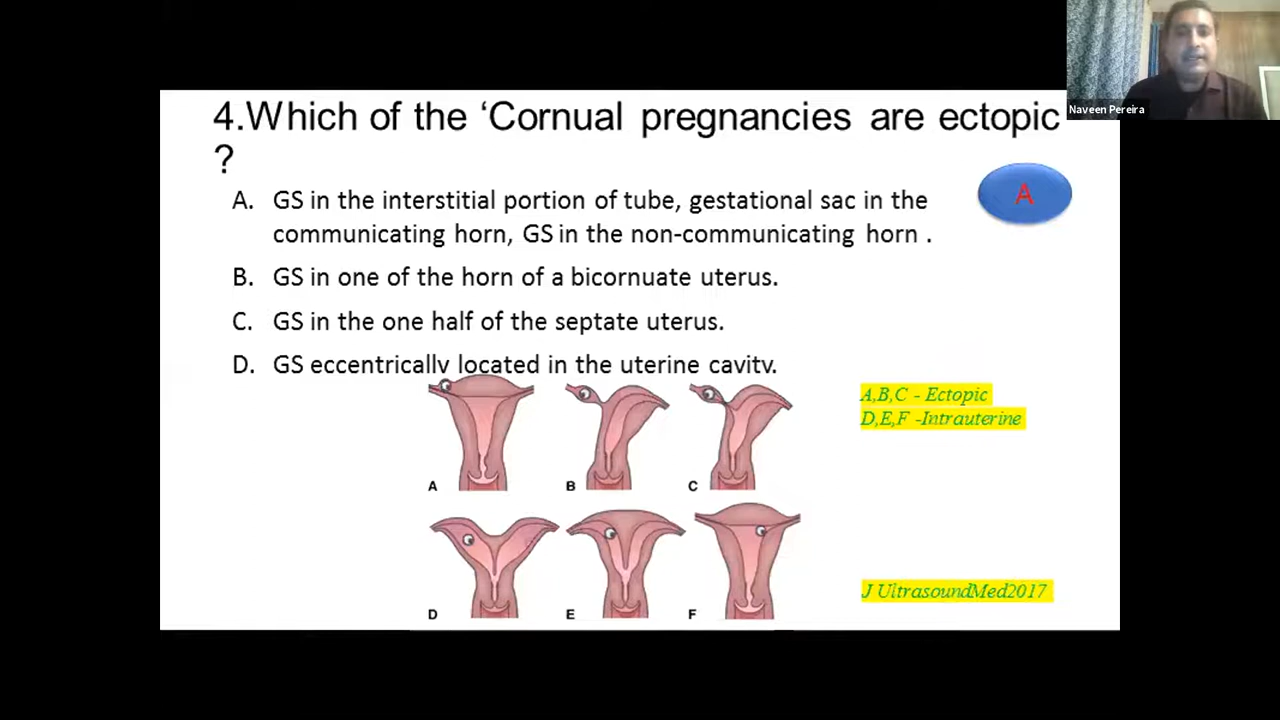 Naveen Pereira
4.Which of the ‘Cornual pregnancies are ectopic
?
A
A. GS in the interstitial portion of tube, gestational sac in the
communicating horn, GS in the non-communicating horn .
B. GS in one of the horn of a bicornuate uterus.
C. GS in the one half of the septate uterus.
D. GS eccentrically located in the uterine cavity.
A,B,C - Ectopic
D,E,F -Intrauterine
A B C
D E F
J UltrasoundMed2017